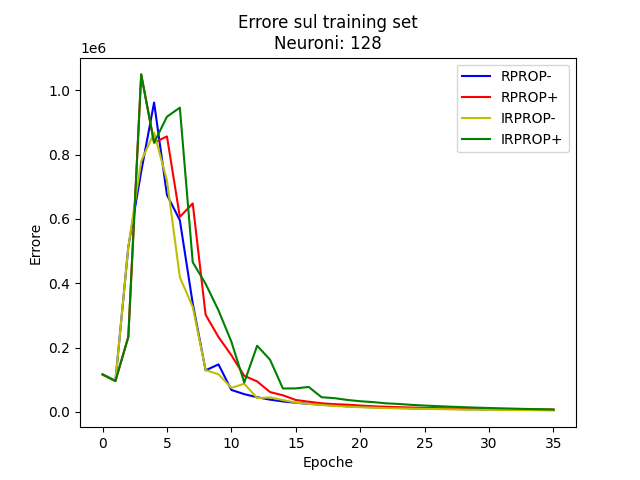 Errore sul training set
Neuroni: 128
1e6
RPROP-
RPROP+
IRPROP-
IRPROP+
1.0
0.8
0.6
0.4
0.2
0.0
Errore
0 5 10 15 20 25 30 35
Epoche